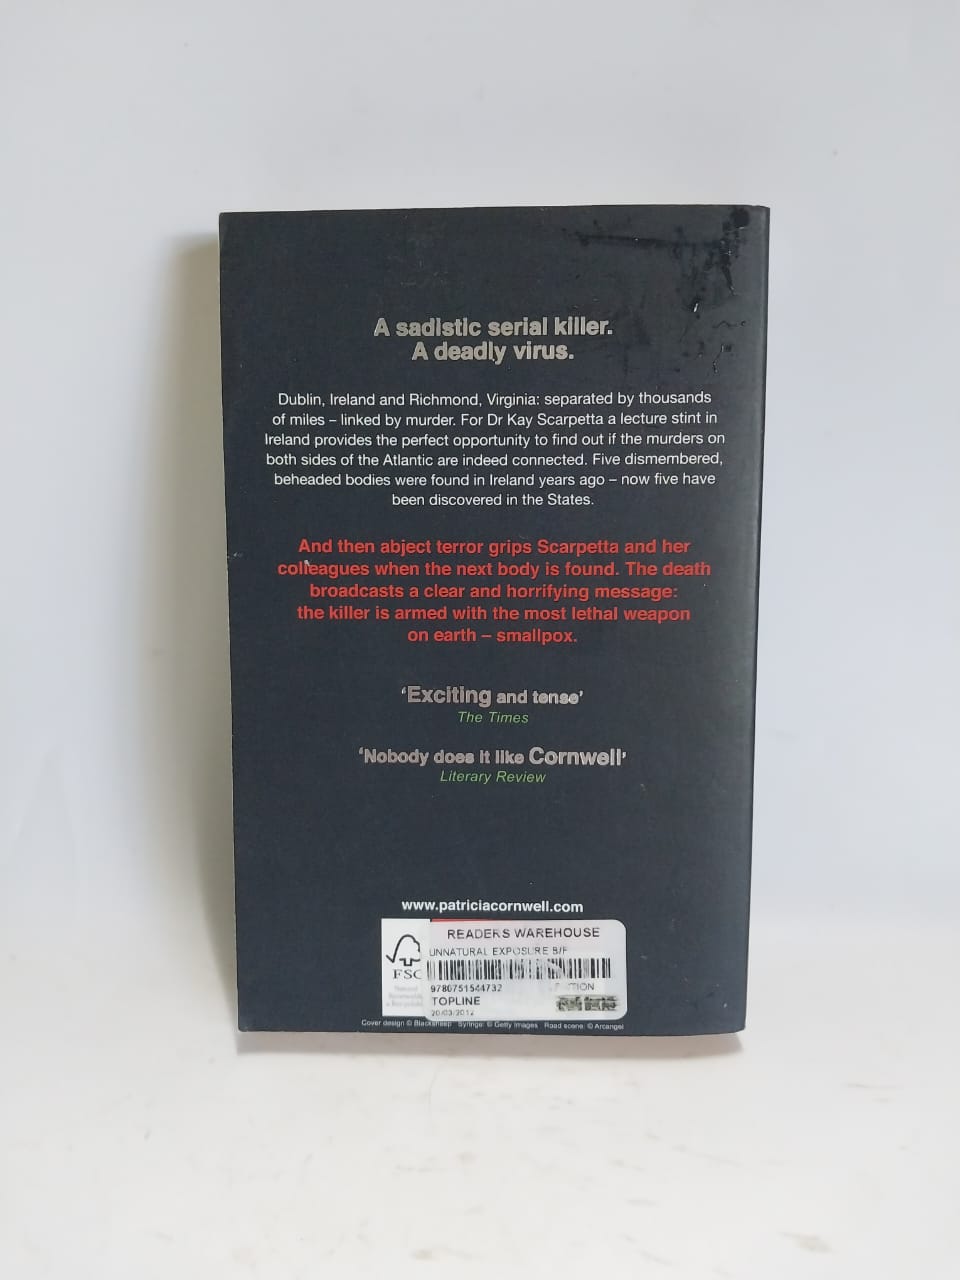 A sadistic serial killer.
A deadly virus.
Dublin, Ireland and Richmond, Virginia: separated by thousands
of miles – linked by murder. For Dr Kay Scarpetta a lecture stint in
Ireland provides the perfect opportunity to find out if the murders on
both sides of the Atlantic are indeed connected. Five dismembered,
beheaded bodies were found in Ireland years ago – now five have
been discovered in the States.
And then abject terror grips Scarpetta and her
colleagues when the next body is found. The death
broadcasts a clear and horrifying message:
the killer is armed with the most lethal weapon
on earth – smallpox.
‘Exciting and tense’
The Times
‘Nobody does it like Cornwell’
Literary Review
www.patriciacornwell.com
READERS WAREHOUSE
UNNATURAL EXPOSURE B/F
FSC
9780751544732
TOPLINE
20/03/2012
Cover design © Blacksheep Syringe: © Getty Images Road scene: © Arcangel